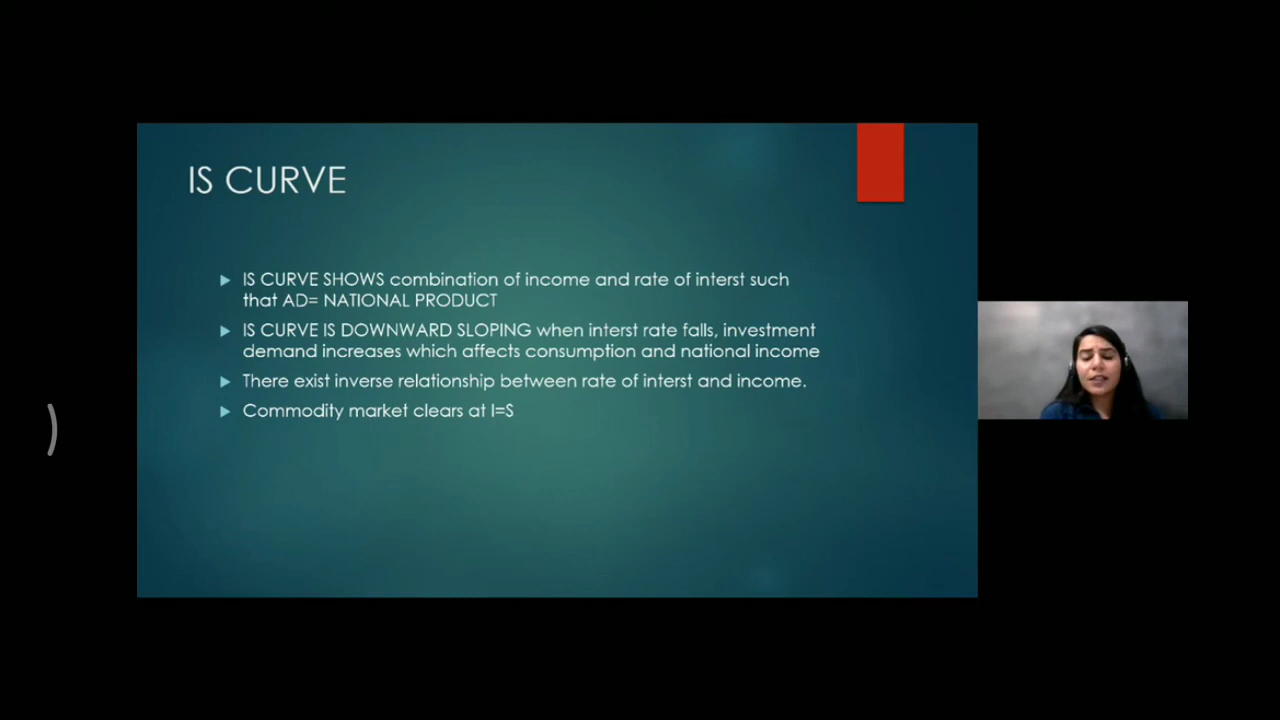 IS CURVE
IS CURVE SHOWS combination of income and rate of interst such
that AD= NATIONAL PRODUCT
IS CURVE IS DOWNWARD SLOPING when interst rate falls, investment
demand increases which affects consumption and national income
There exist inverse relationship between rate of interst and income.
Commodity market clears at I=S